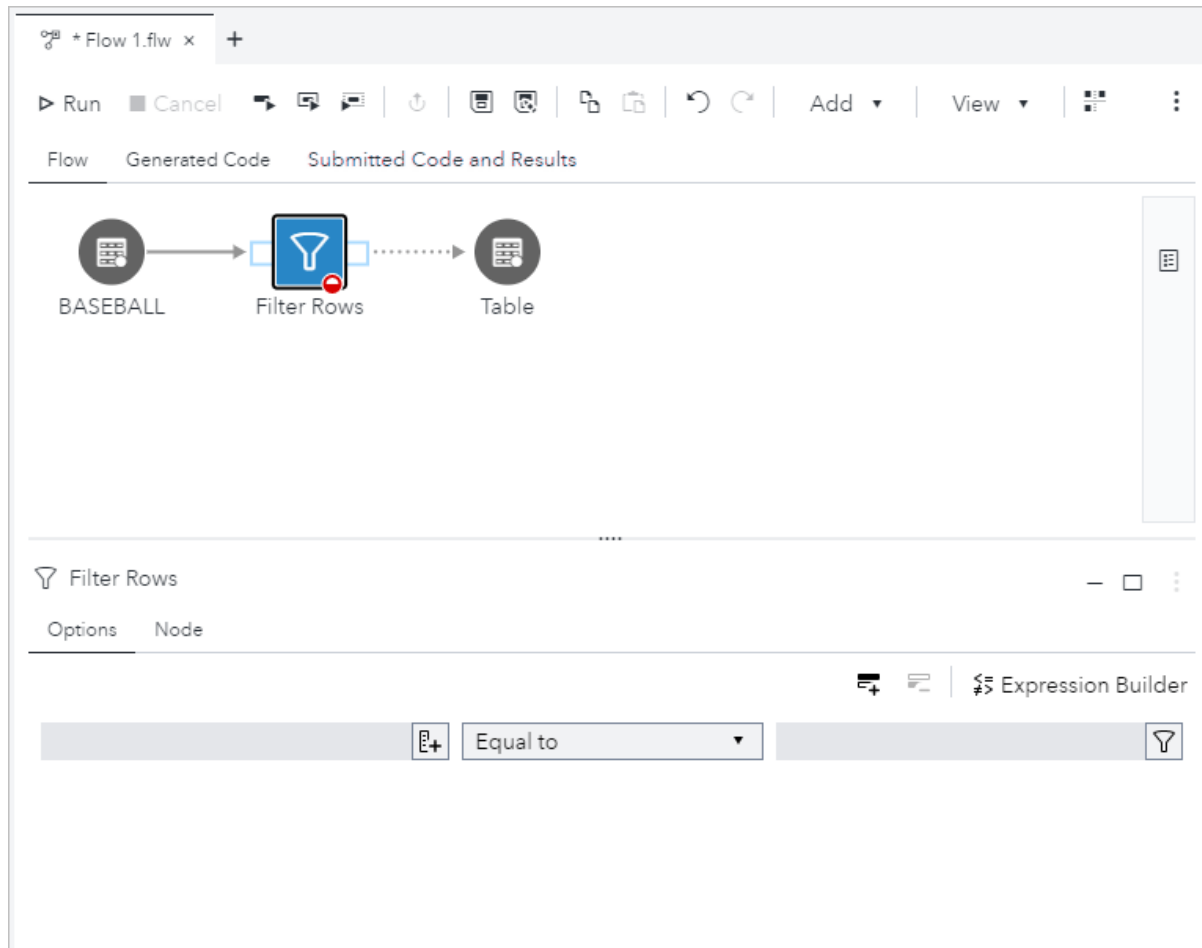 * Flow 1.flw × +
Run Cancel Add View
Flow Generated Code Submitted Code and Results
BASEBALL Filter Rows Table
Filter Rows
Options Node
Expression Builder
Equal to